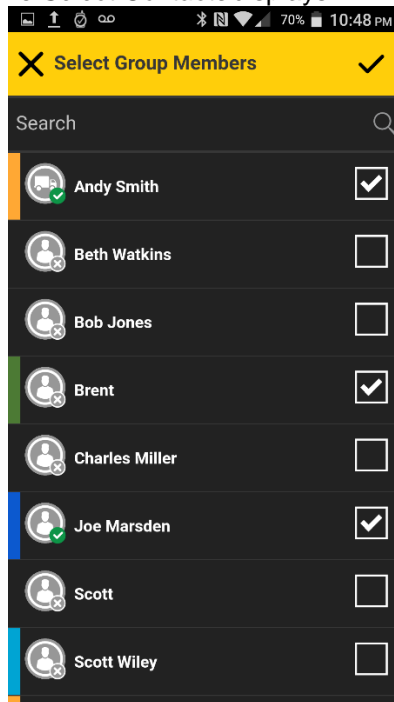 70% 10:48 PM
Select Group Members
Search
Andy Smith
Beth Watkins
Bob Jones
Brent
Charles Miller
Joe Marsden
Scott
Scott Wiley